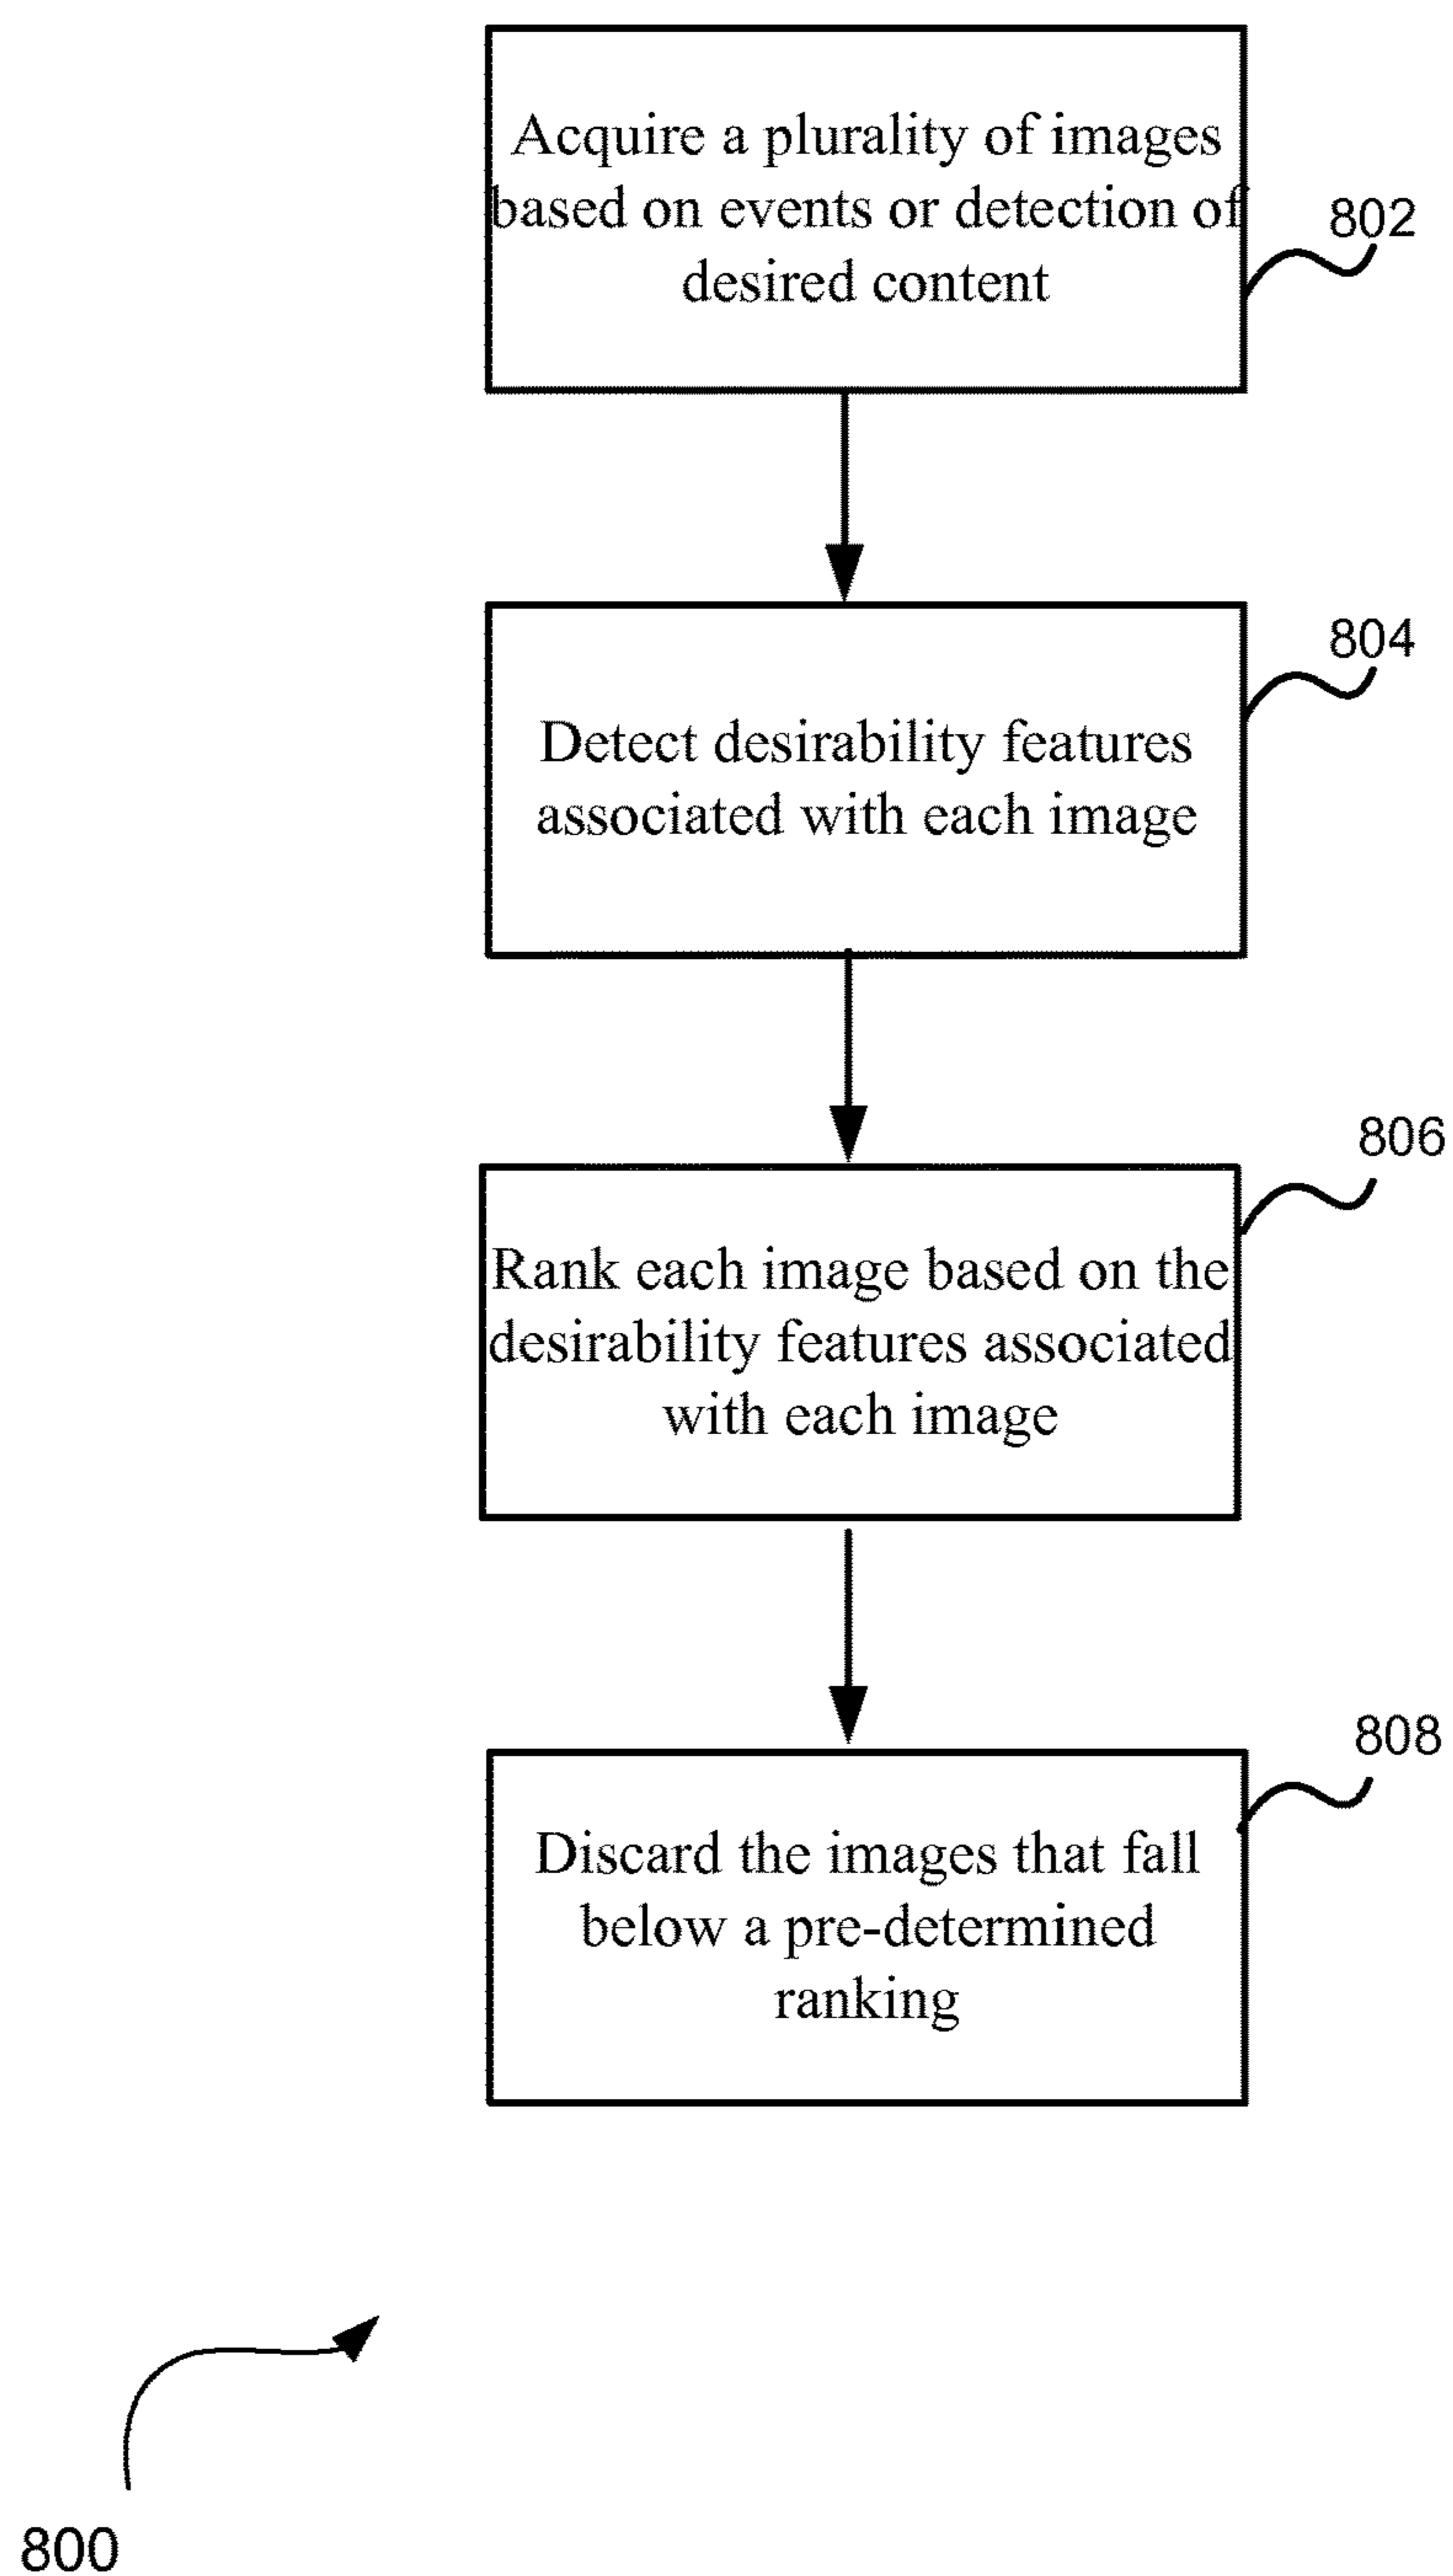 Acquire a plurality of images
based on events or detection of
desired content
802
Detect desirability features
associated with each image
804
Rank each image based on the
desirability features associated
with each image
806
Discard the images that fall
below a pre-determined
ranking
808
800